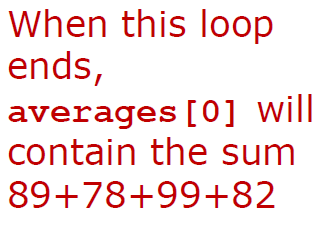 When this loop
ends,
averages[0] will
contain the sum
89+78+99+82